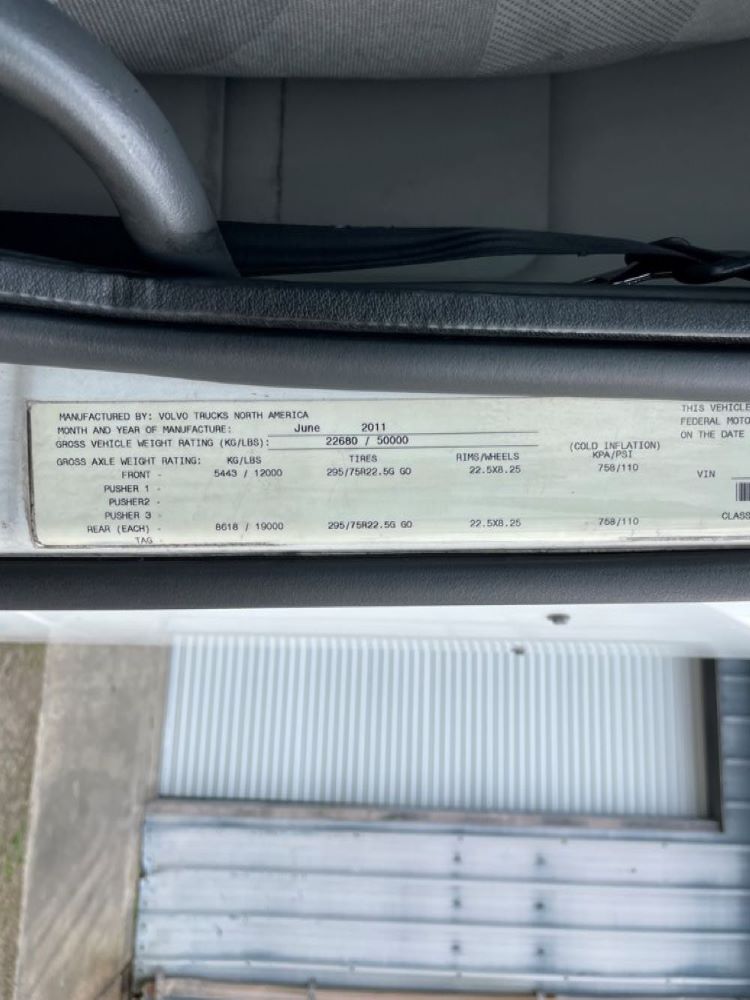 MANUFACTURED BY: VOLVO TRUCKS NORTH AMERICA
MONTH AND YEAR OF MANUFACTURE: June 2011
GROSS VEHICLE WEIGHT RATING (KG/LBS): 22680 / 50000
GROSS AXLE WEIGHT RATING: KG/LBS TIRES RIMS/WHEELS (COLD INFLATION) KPA/PSI
FRONT - 5443 / 12000 295/75R22.5G GO 22.5X8.25 758/110
PUSHER 1 -
PUSHER2 -
PUSHER 3 -
REAR (EACH) - 8618 / 19000 295/75R22.5G GO 22.5X8.25 758/110
TAG -
THIS VEHICLE
FEDERAL MOTO
ON THE DATE
VIN
CLASS